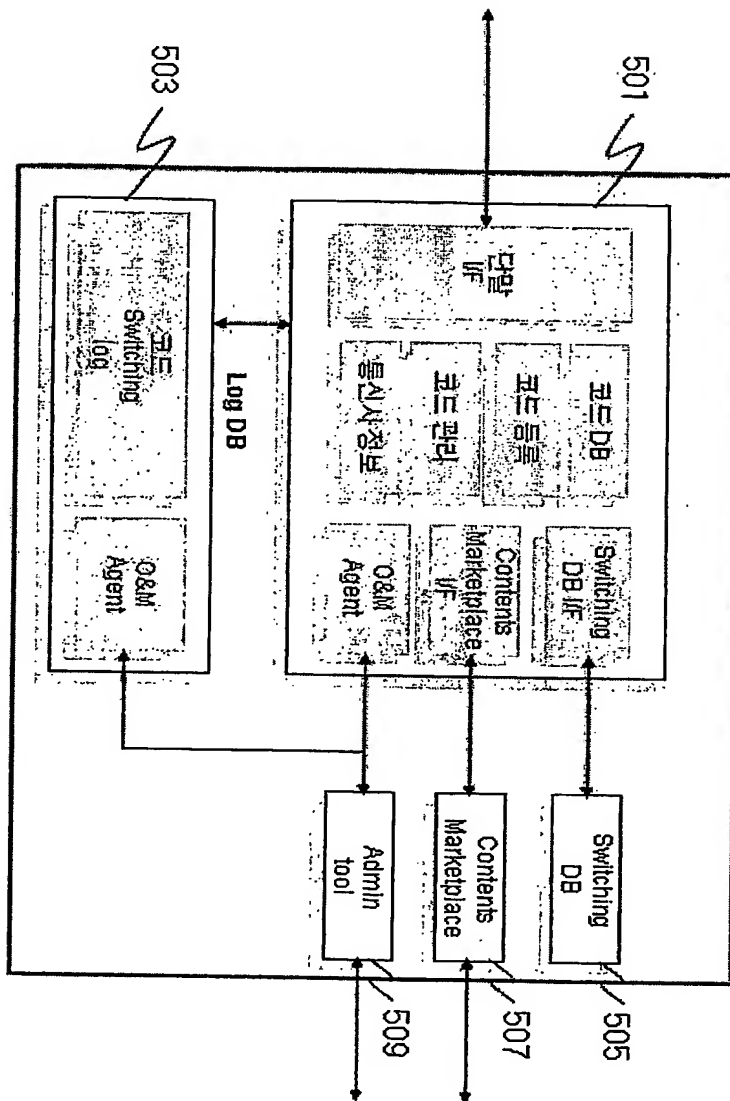 501
단말
I/F
코드 DB
코드 등록
코드 관리
통신사 정보
Switching
DB I/F
Contents
Marketplace
I/F
O&M
Agent
Switching
DB
505
Contents
Marketplace
507
Admin
tool
509
Log DB
503
코드
Switching
log
O&M
Agent